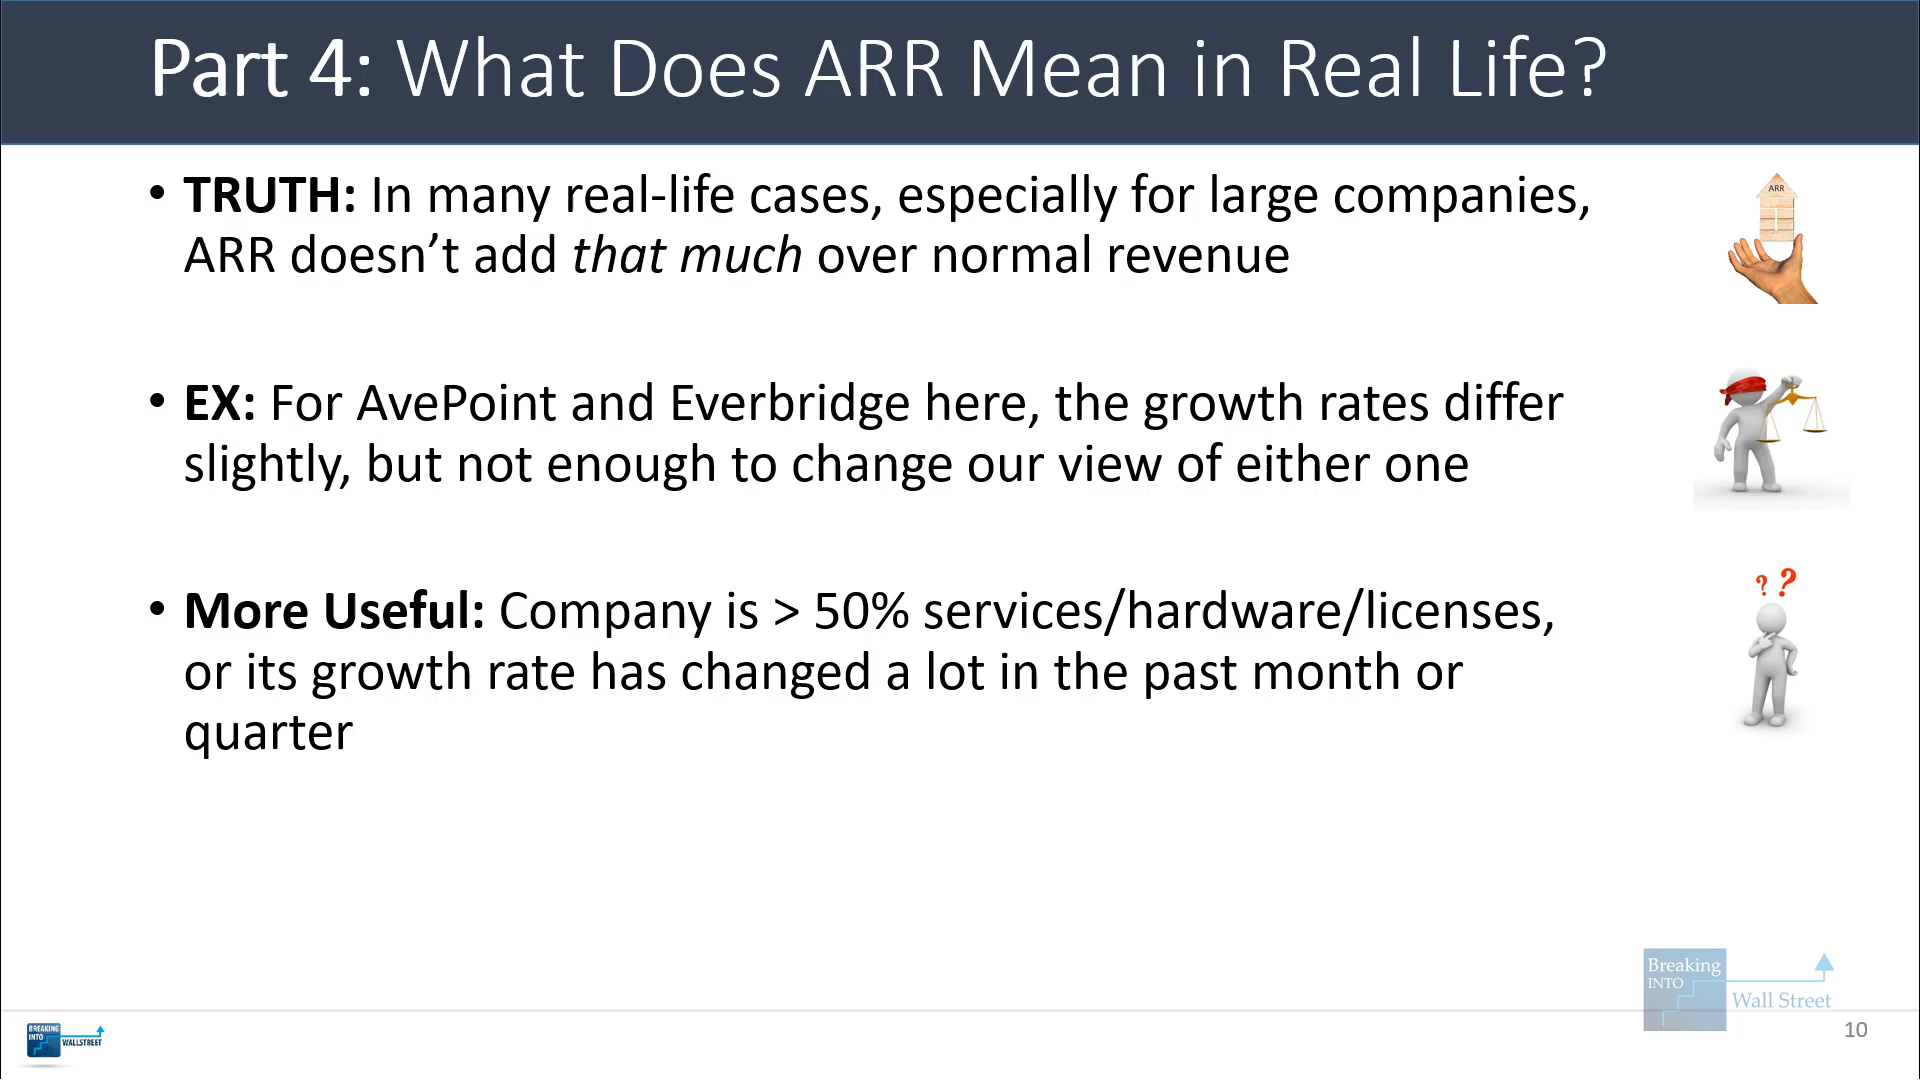 Part 4: What Does ARR Mean in Real Life?
• TRUTH: In many real-life cases, especially for large companies,
ARR doesn’t add that much over normal revenue
ARR
• EX: For AvePoint and Everbridge here, the growth rates differ
slightly, but not enough to change our view of either one
• More Useful: Company is > 50% services/hardware/licenses,
or its growth rate has changed a lot in the past month or
quarter
? ?
Breaking
INTO
Wall Street
BREAKING
INTO
WALLSTREET
10